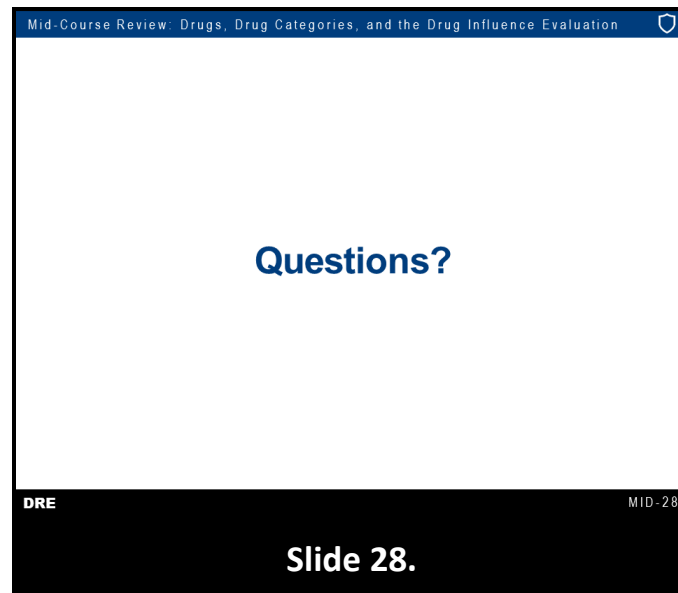 Mid-Course Review: Drugs, Drug Categories, and the Drug Influence Evaluation
Questions?
DRE
MID-28
Slide 28.